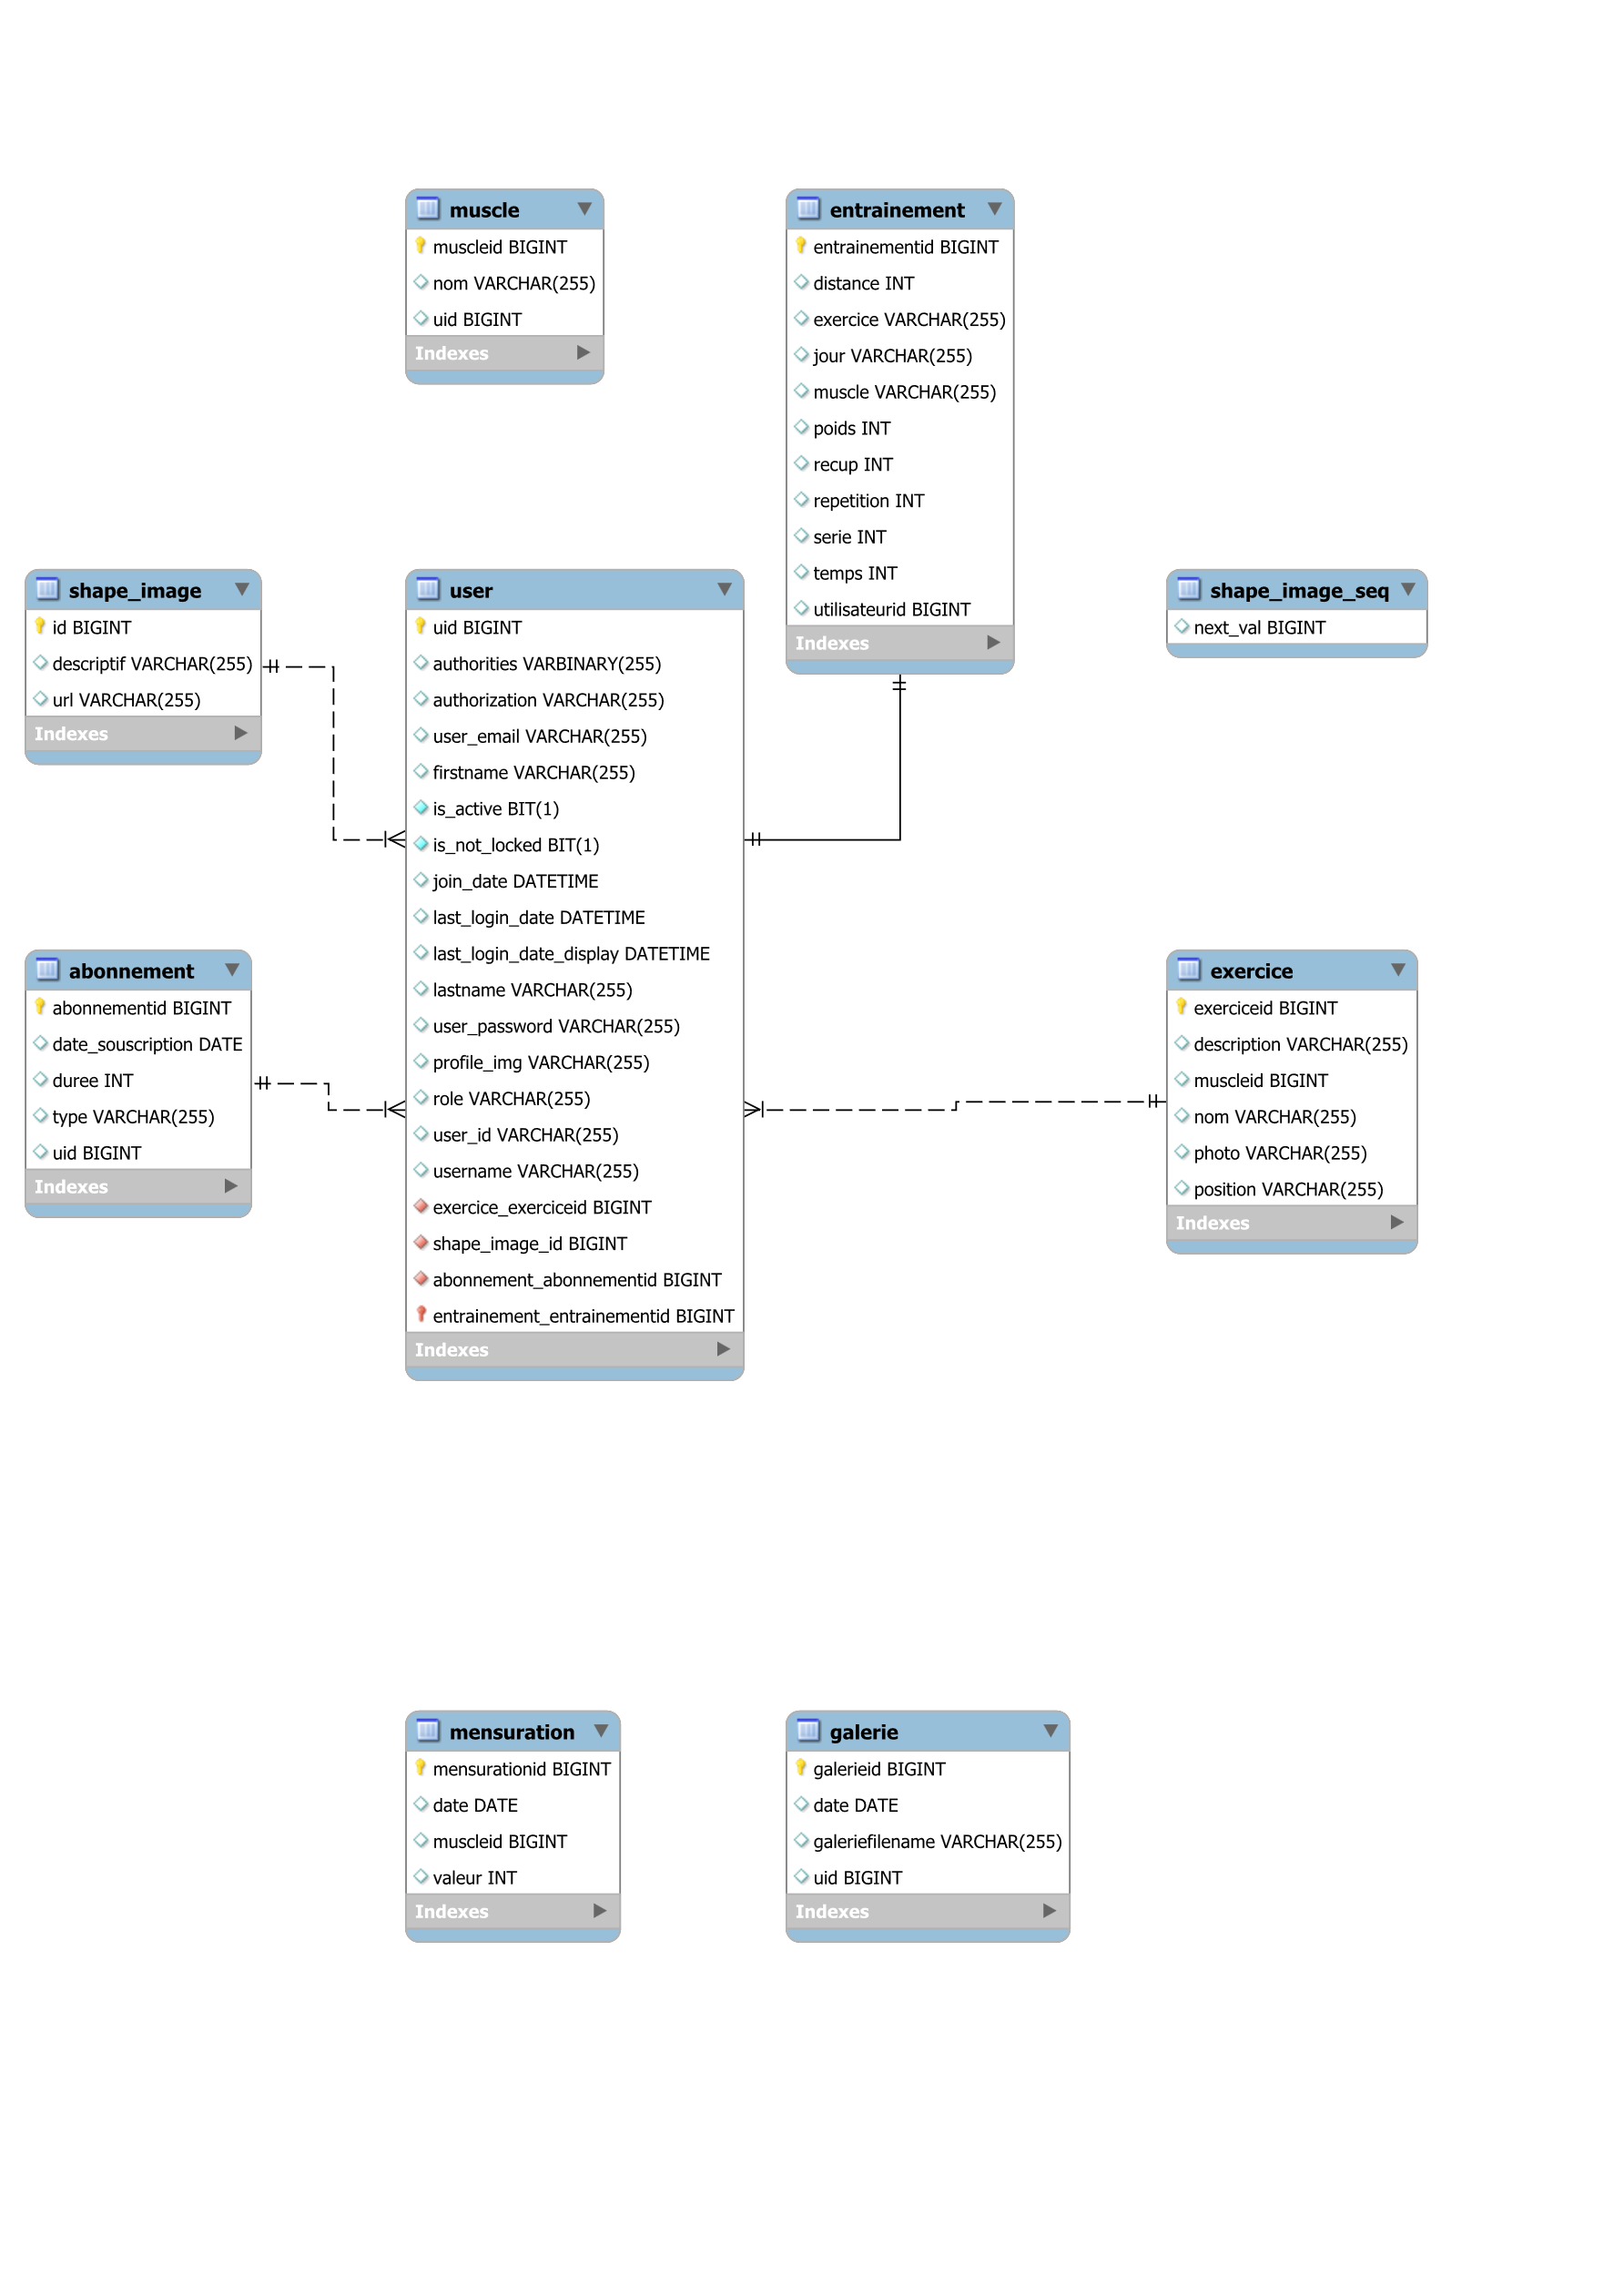 muscle
muscleid BIGINT
nom VARCHAR(255)
uid BIGINT
Indexes
entrainement
entrainementid BIGINT
distance INT
exercice VARCHAR(255)
jour VARCHAR(255)
muscle VARCHAR(255)
poids INT
recup INT
repetition INT
serie INT
temps INT
utilisateurid BIGINT
Indexes
shape_image
id BIGINT
descriptif VARCHAR(255)
url VARCHAR(255)
Indexes
user
uid BIGINT
authorities VARBINARY(255)
authorization VARCHAR(255)
user_email VARCHAR(255)
firstname VARCHAR(255)
is_active BIT(1)
is_not_locked BIT(1)
join_date DATETIME
last_login_date DATETIME
last_login_date_display DATETIME
lastname VARCHAR(255)
user_password VARCHAR(255)
profile_img VARCHAR(255)
role VARCHAR(255)
user_id VARCHAR(255)
username VARCHAR(255)
exercice_exerciceid BIGINT
shape_image_id BIGINT
abonnement_abonnementid BIGINT
entrainement_entrainementid BIGINT
Indexes
shape_image_seq
next_val BIGINT
abonnement
abonnementid BIGINT
date_souscription DATE
duree INT
type VARCHAR(255)
uid BIGINT
Indexes
exercice
exerciceid BIGINT
description VARCHAR(255)
muscleid BIGINT
nom VARCHAR(255)
photo VARCHAR(255)
position VARCHAR(255)
Indexes
mensuration
mensurationid BIGINT
date DATE
muscleid BIGINT
valeur INT
Indexes
galerie
galerieid BIGINT
date DATE
galeriefilename VARCHAR(255)
uid BIGINT
Indexes